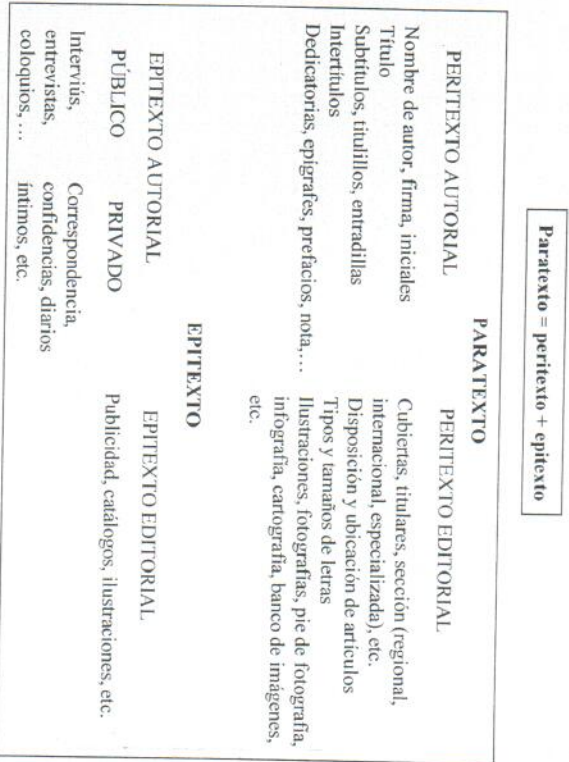 Paratexto = peritexto + epitexto
PARATEXTO
PERITEXTO AUTORIAL
Nombre de autor, firma, iniciales
Título
Subtítulos, titulillos, entradillas
Intertítulos
Dedicatorias, epígrafes, prefacios, nota,…
PERITEXTO EDITORIAL
Cubiertas, titulares, sección (regional,
internacional, especializada), etc.
Disposición y ubicación de artículos
Tipos y tamaños de letras
Ilustraciones, fotografías, pie de fotografía,
infografía, cartografía, banco de imágenes,
etc.
EPITEXTO
EPITEXTO AUTORIAL
PÚBLICO
Interviús,
entrevistas,
coloquios, …
PRIVADO
Correspondencia,
confidencias, diarios
íntimos, etc.
EPITEXTO EDITORIAL
Publicidad, catálogos, ilustraciones, etc.